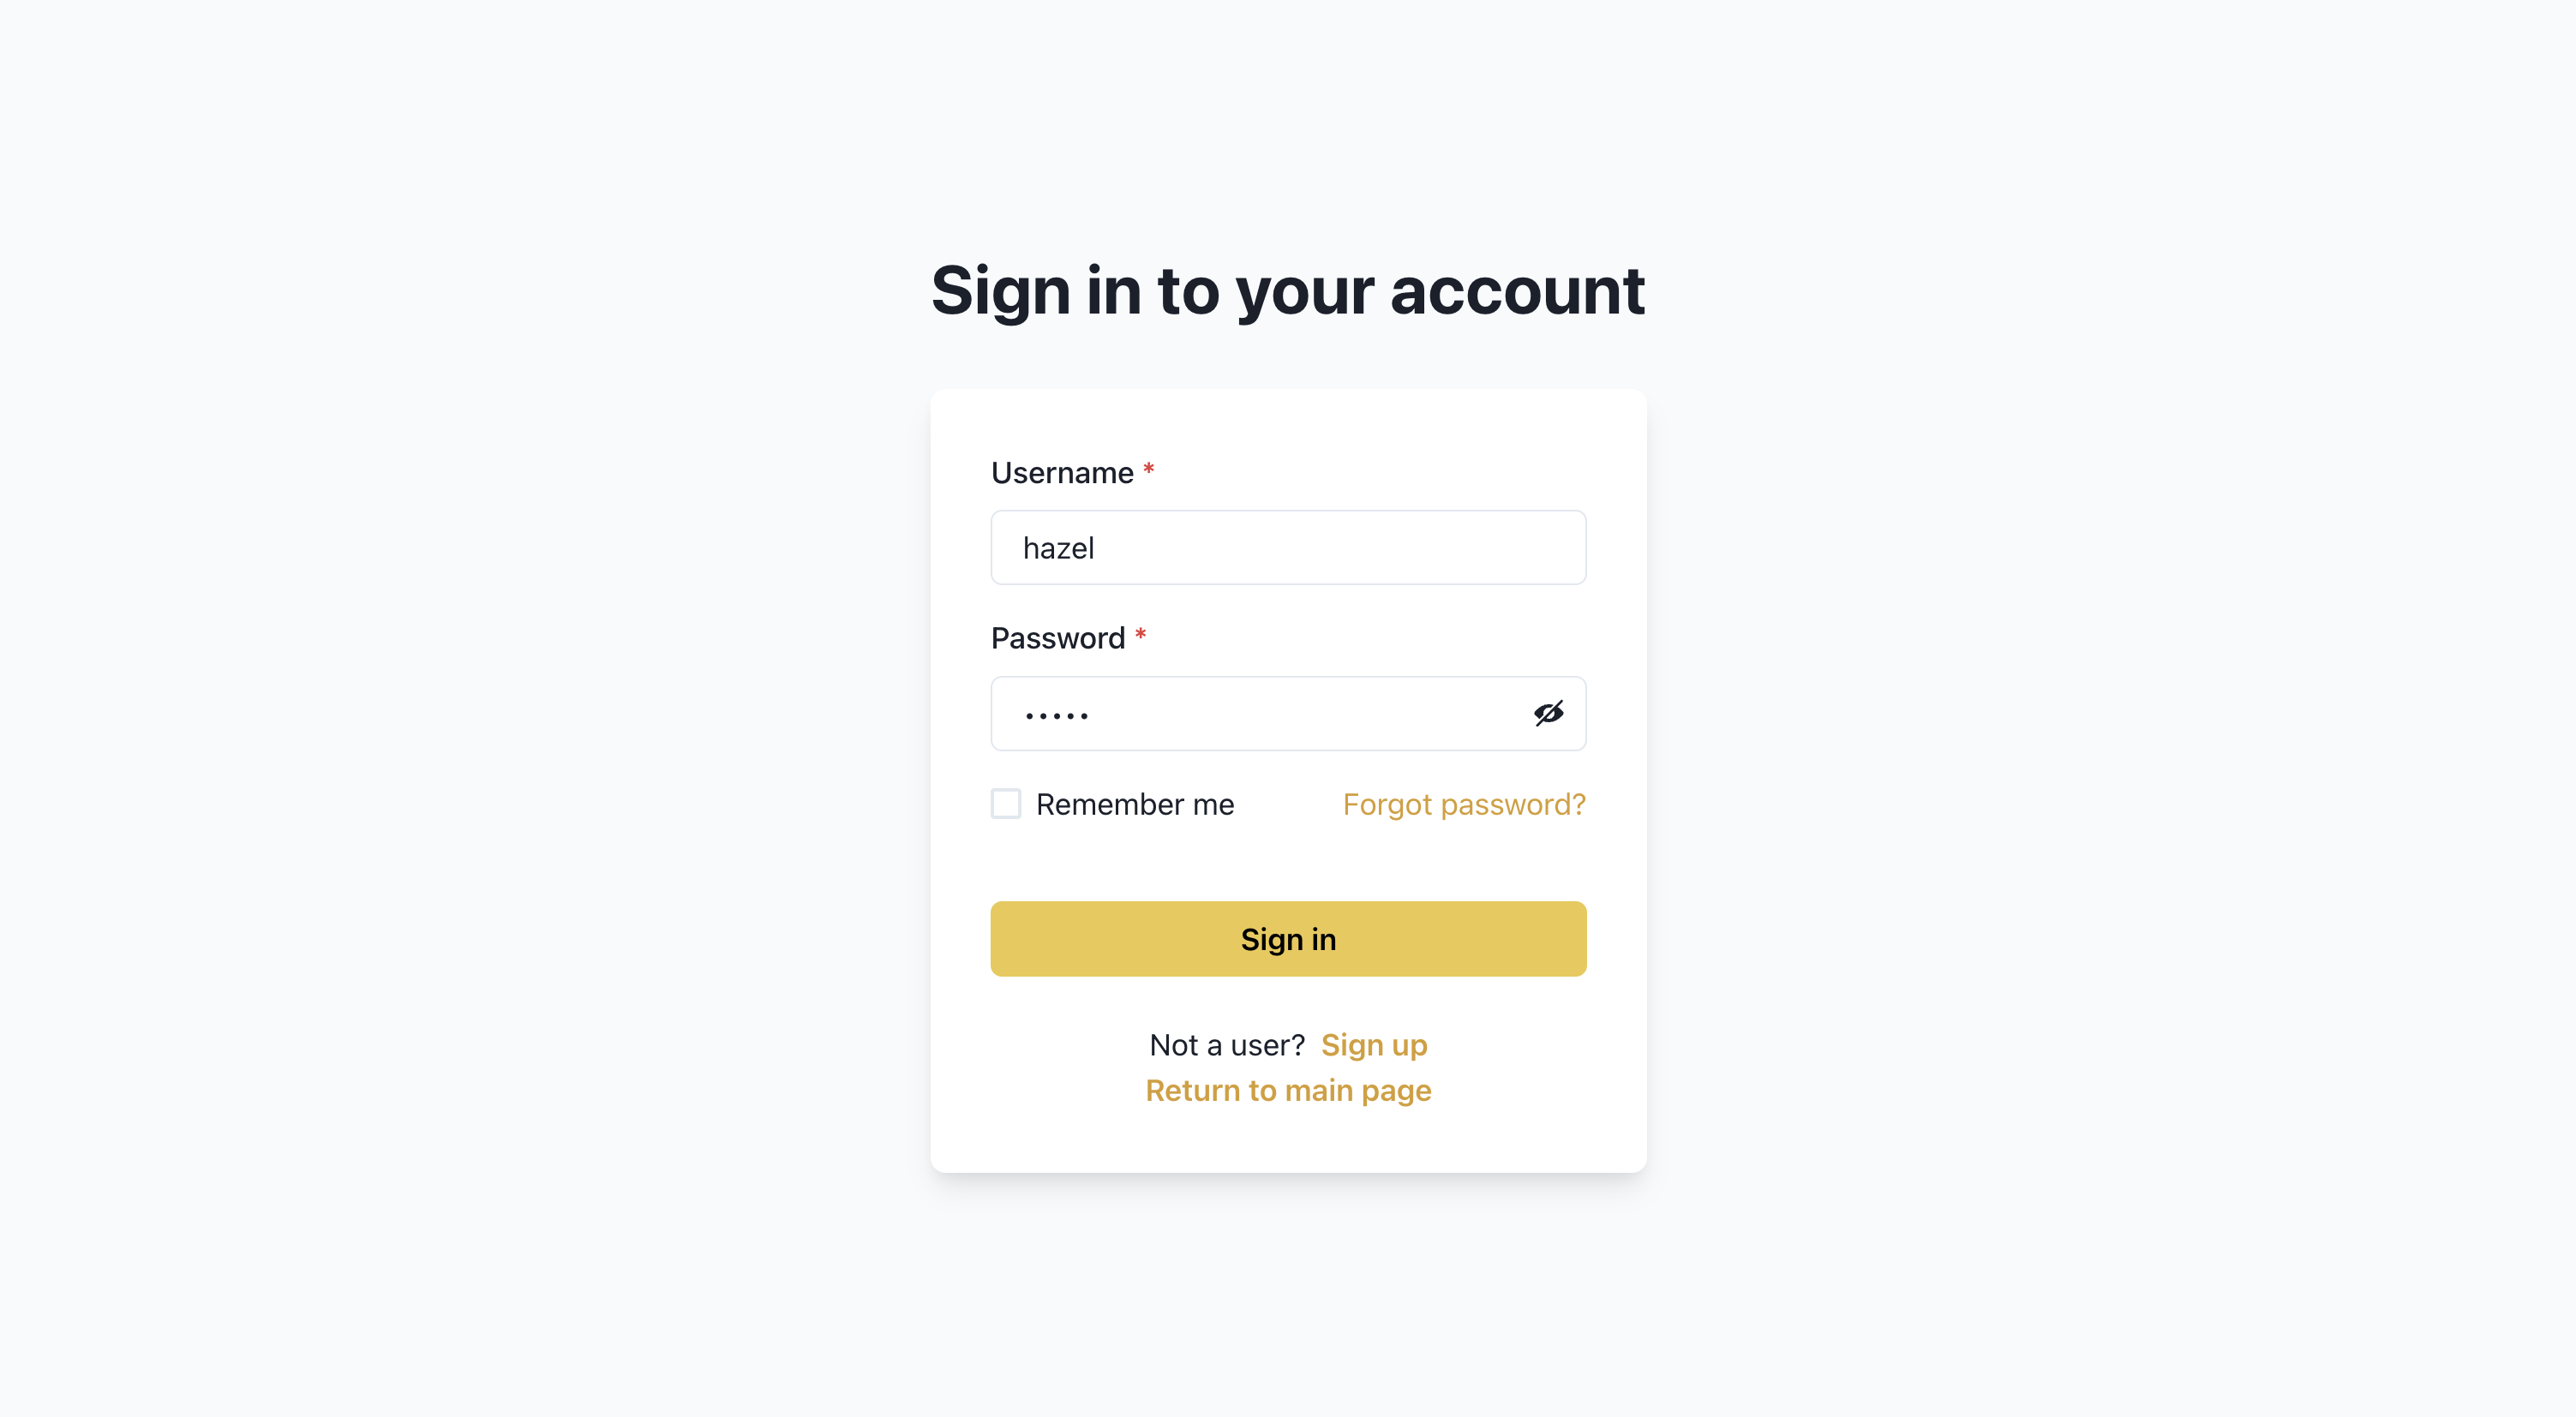 Sign in to your account
Username *
hazel
Password *
•••••
Remember me
Forgot password?
Sign in
Not a user? Sign up
Return to main page